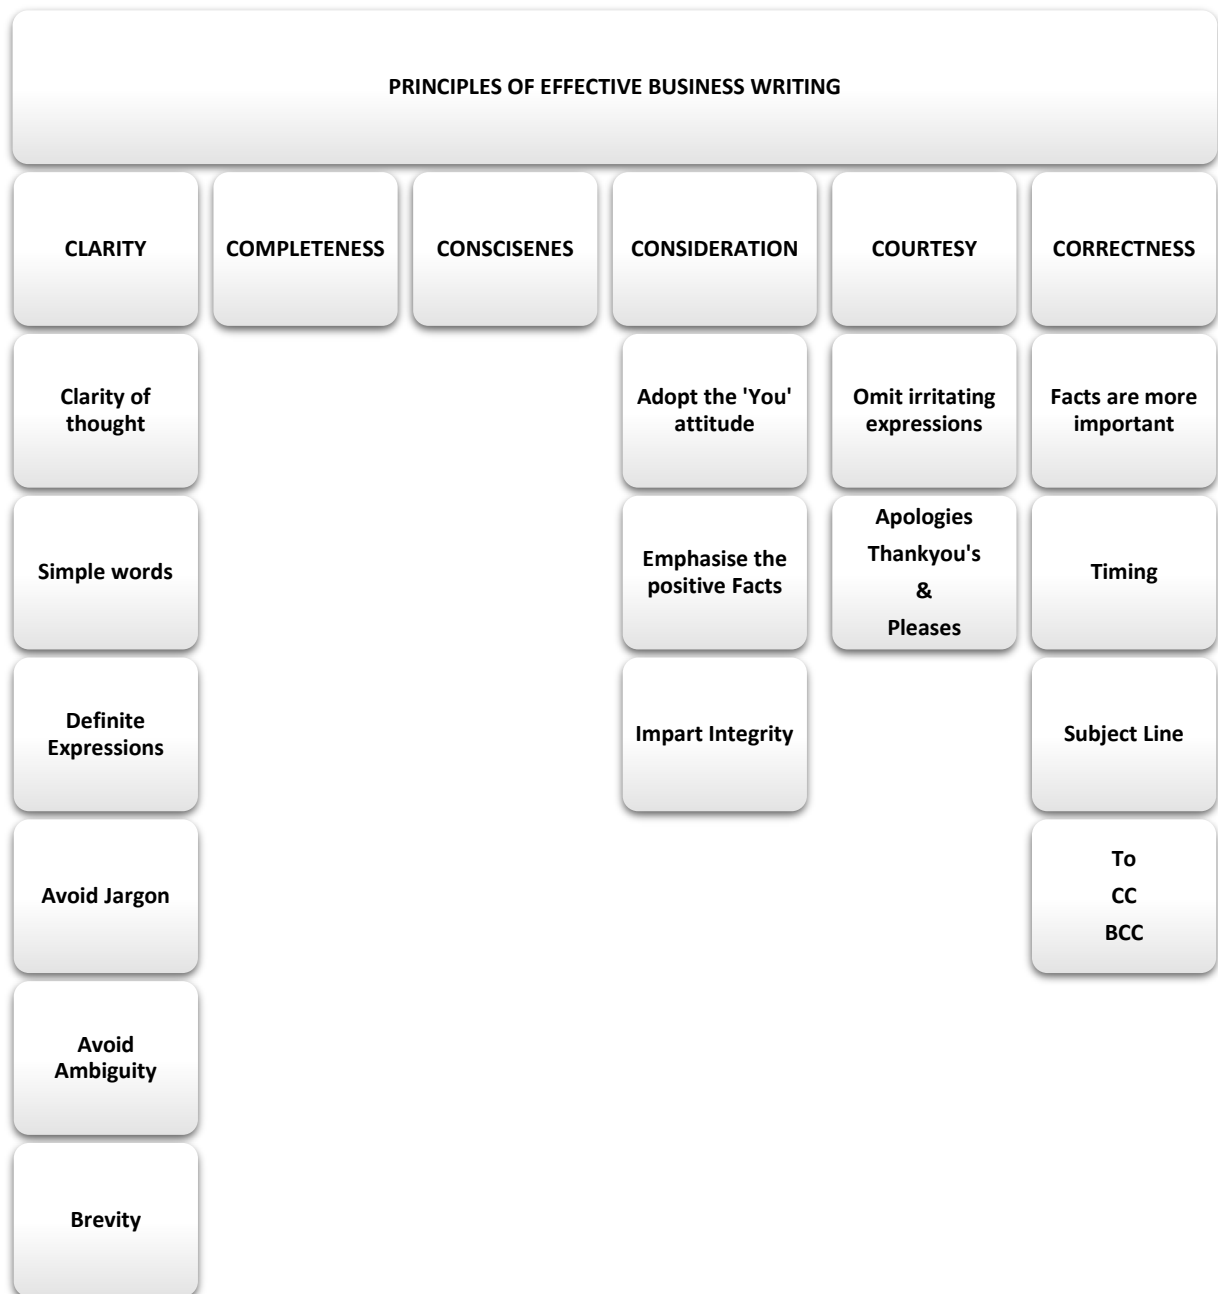 PRINCIPLES OF EFFECTIVE BUSINESS WRITING
CLARITY
COMPLETENESS
CONSCISENES
CONSIDERATION
COURTESY
CORRECTNESS
Clarity of
thought
Adopt the 'You'
attitude
Omit irritating
expressions
Facts are more
important
Simple words
Emphasise the
positive Facts
Apologies
Thankyou's
&
Pleases
Timing
Definite
Expressions
Impart Integrity
Subject Line
Avoid Jargon
To
CC
BCC
Avoid
Ambiguity
Brevity